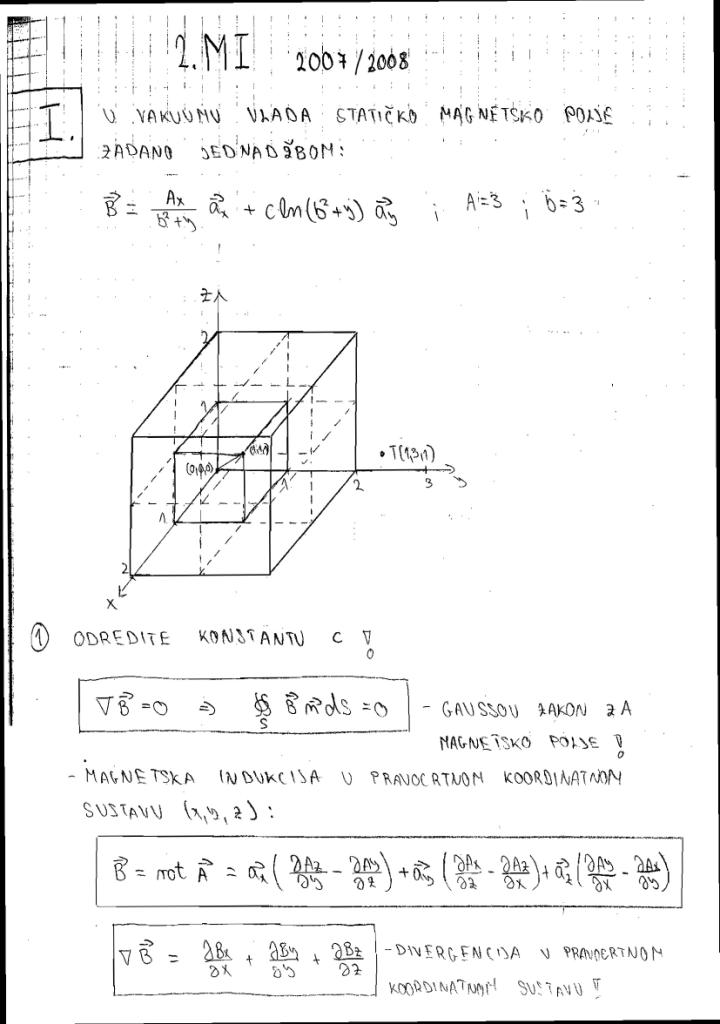 2. MI 2007/2008
I. U VAKUUMU VLADA STATIČKO MAGNETSKO POLJE
ZADANO JEDNADŽBOM:
$\vec{B} = \frac{Ax}{b^2+y} \vec{a_x} + c\ln(b^2+y) \vec{a_y}$ ; A=3 ; b=3
z
2
1
(1,1,1)
(0,0,0)
• T(1,3,1)
1
2
3
y
1
2
x
① ODREDITE KONSTANTU C !
$\nabla \vec{B} = 0 \Rightarrow \oiint_S \vec{B} \vec{n} dS = 0$ - GAUSSOV ZAKON ZA
MAGNETSKO POLJE !
- MAGNETSKA INDUKCIJA U PRAVOCRTNOM KOORDINATNOM
SUSTAVU (x,y,z) :
$\vec{B} = rot \vec{A} = \vec{a_x} \left( \frac{\partial A_z}{\partial y} - \frac{\partial A_y}{\partial z} \right) + \vec{a_y} \left( \frac{\partial A_x}{\partial z} - \frac{\partial A_z}{\partial x} \right) + \vec{a_z} \left( \frac{\partial A_y}{\partial x} - \frac{\partial A_x}{\partial y} \right)$
$\nabla \vec{B} = \frac{\partial B_x}{\partial x} + \frac{\partial B_y}{\partial y} + \frac{\partial B_z}{\partial z}$ - DIVERGENCIJA U PRAVOCRTNOM
KOORDINATNOM SUSTAVU !